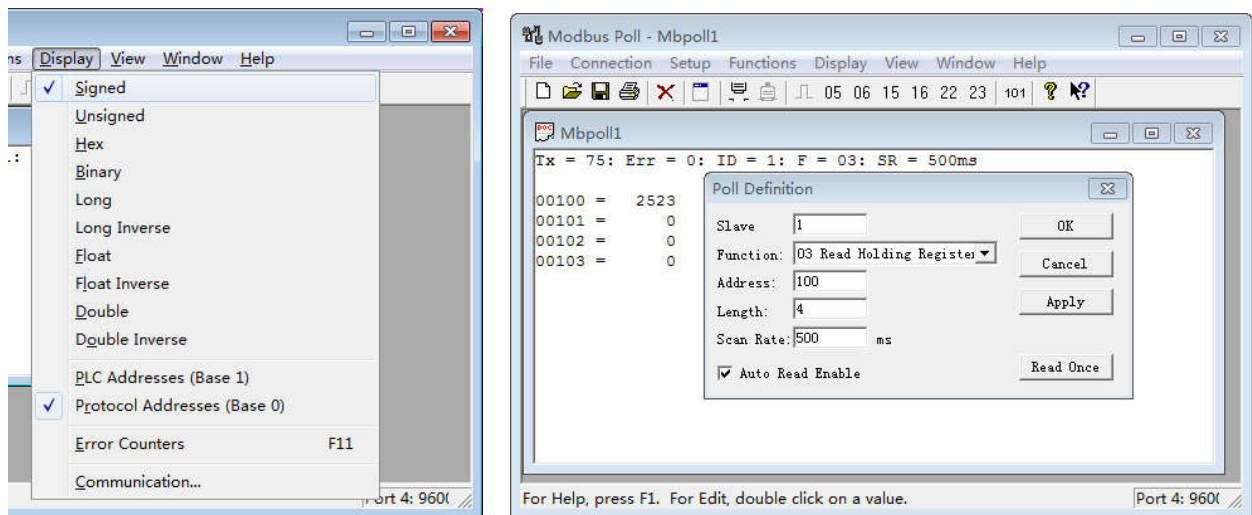 ns Display View Window Help
Signed
Unsigned
Hex
Binary
Long
Long Inverse
Float
Float Inverse
Double
Double Inverse
PLC Addresses (Base 1)
Protocol Addresses (Base 0)
Error Counters F11
Communication...
Port 4: 960
Modbus Poll - Mbpoll1
File Connection Setup Functions Display View Window Help
05 06 15 16 22 23 101
Mbpoll1
Tx = 75: Err = 0: ID = 1: F = 03: SR = 500ms
00100 = 2523
00101 = 0
00102 = 0
00103 = 0
Poll Definition
Slave 1
OK
Function: 03 Read Holding Register
Cancel
Address: 100
Apply
Length: 4
Scan Rate: 500 ms
Auto Read Enable
Read Once
For Help, press F1. For Edit, double click on a value.
Port 4: 960